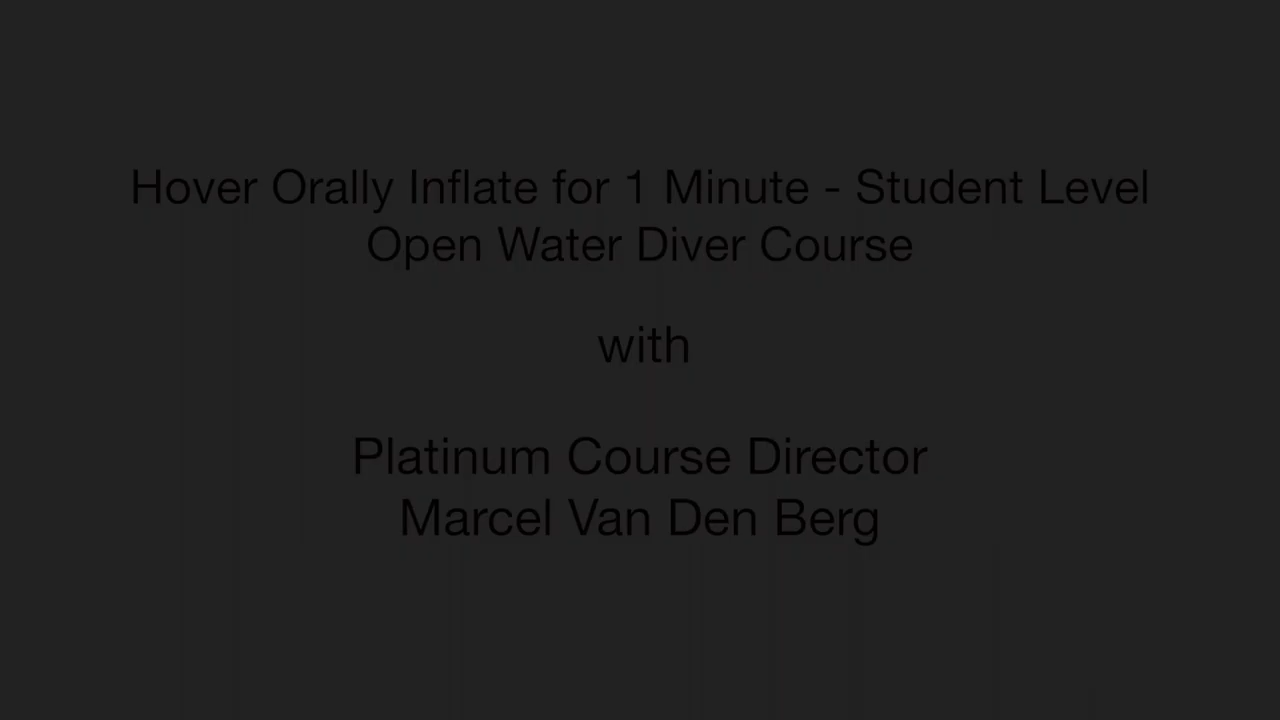 Hover Orally Inflate for 1 Minute - Student Level
Open Water Diver Course
with
Platinum Course Director
Marcel Van Den Berg